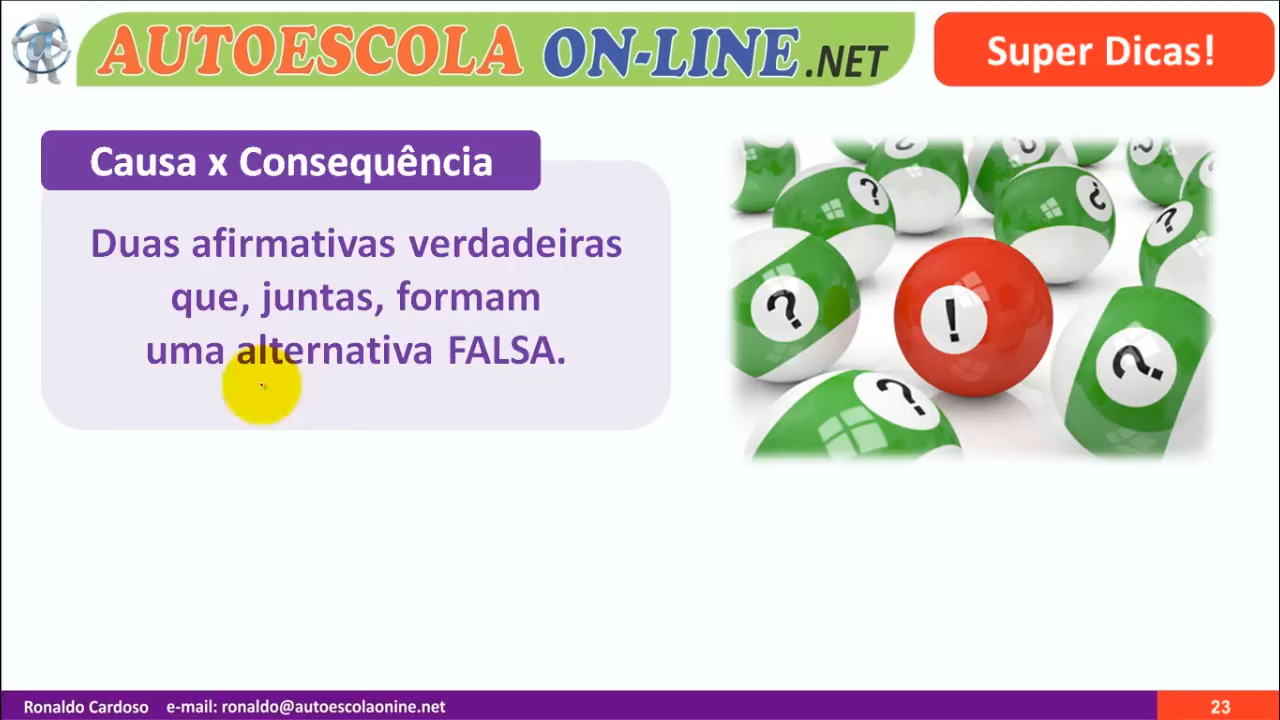 AUTOESCOLA ON-LINE.NET
Super Dicas!
Causa x Consequência
Duas afirmativas verdadeiras
que, juntas, formam
uma alternativa FALSA.
?
?
?
?
?
?
?
!
?
?
Ronaldo Cardoso e-mail: ronaldo@autoescolaonine.net
23